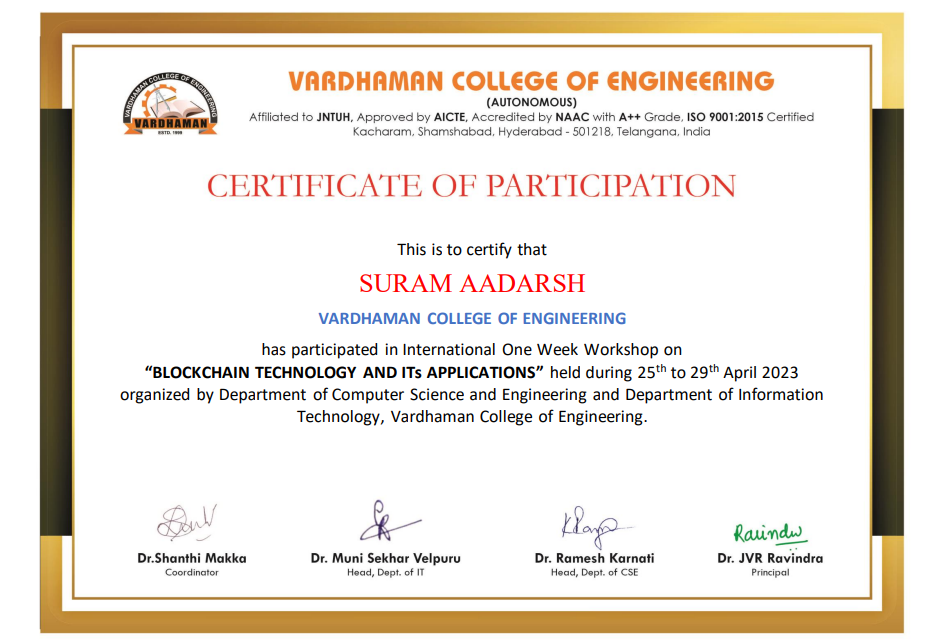 VARDHAMAN COLLEGE OF ENGINEERING
VARDHAMAN
ESTD. 1999
VARDHAMAN COLLEGE OF ENGINEERING
(AUTONOMOUS)
Affiliated to JNTUH, Approved by AICTE, Accredited by NAAC with A++ Grade, ISO 9001:2015 Certified
Kacharam, Shamshabad, Hyderabad - 501218, Telangana, India
CERTIFICATE OF PARTICIPATION
This is to certify that
SURAM AADARSH
VARDHAMAN COLLEGE OF ENGINEERING
has participated in International One Week Workshop on
“BLOCKCHAIN TECHNOLOGY AND ITs APPLICATIONS” held during 25th to 29th April 2023
organized by Department of Computer Science and Engineering and Department of Information
Technology, Vardhaman College of Engineering.
Ravindra
Dr.Shanthi Makka Dr. Muni Sekhar Velpuru Dr. Ramesh Karnati Dr. JVR Ravindra
Coordinator Head, Dept. of IT Head, Dept. of CSE Principal